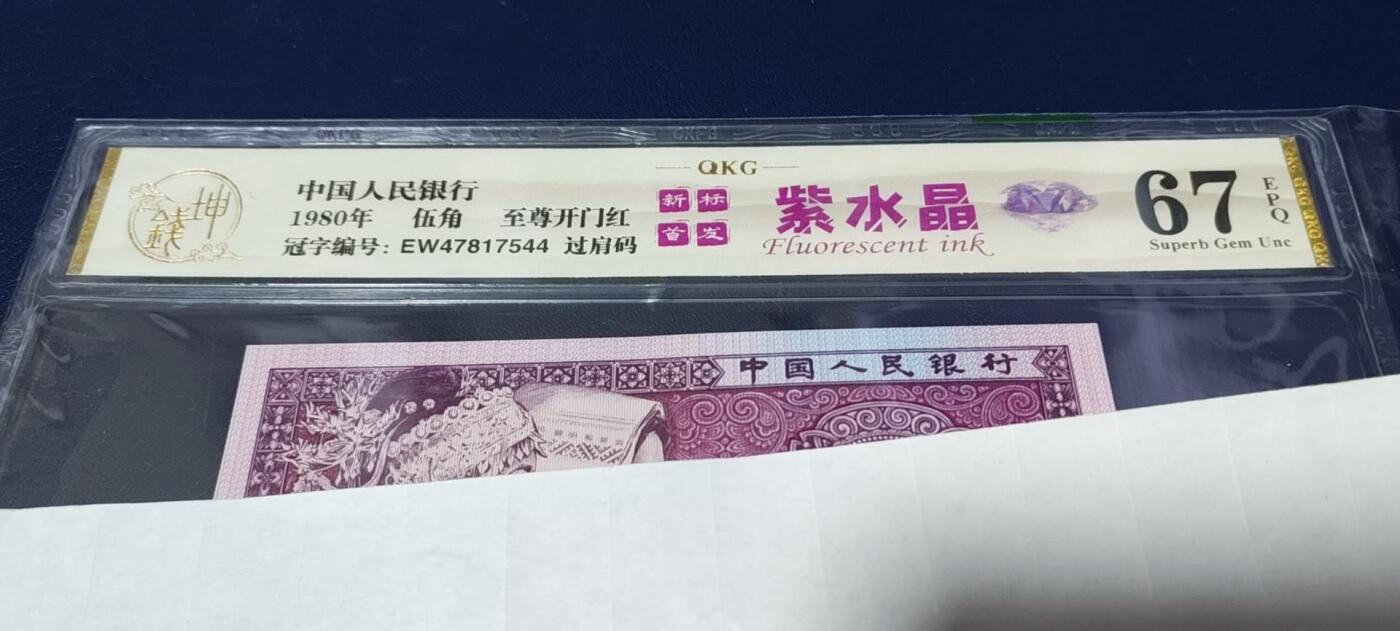 QKG
坤
錢
中国人民银行
1980年 伍角 至尊开门红
冠字编号: EW47817544 过肩码
新标
首发
紫水晶
Fluorescent ink
67
EPQ
Superb Gem Unc
中国人民银行